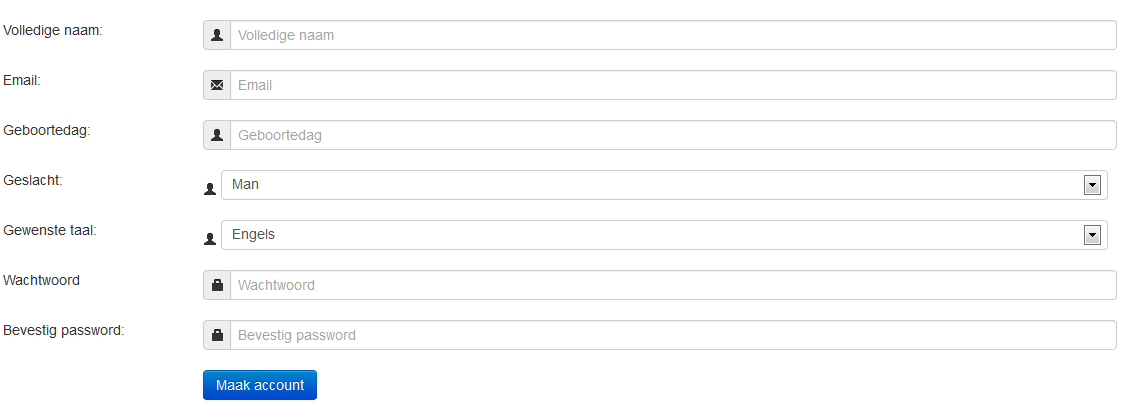 Volledige naam: Volledige naam
Email: Email
Geboortedag: Geboortedag
Geslacht: Man
Gewenste taal: Engels
Wachtwoord Wachtwoord
Bevestig password: Bevestig password
Maak account